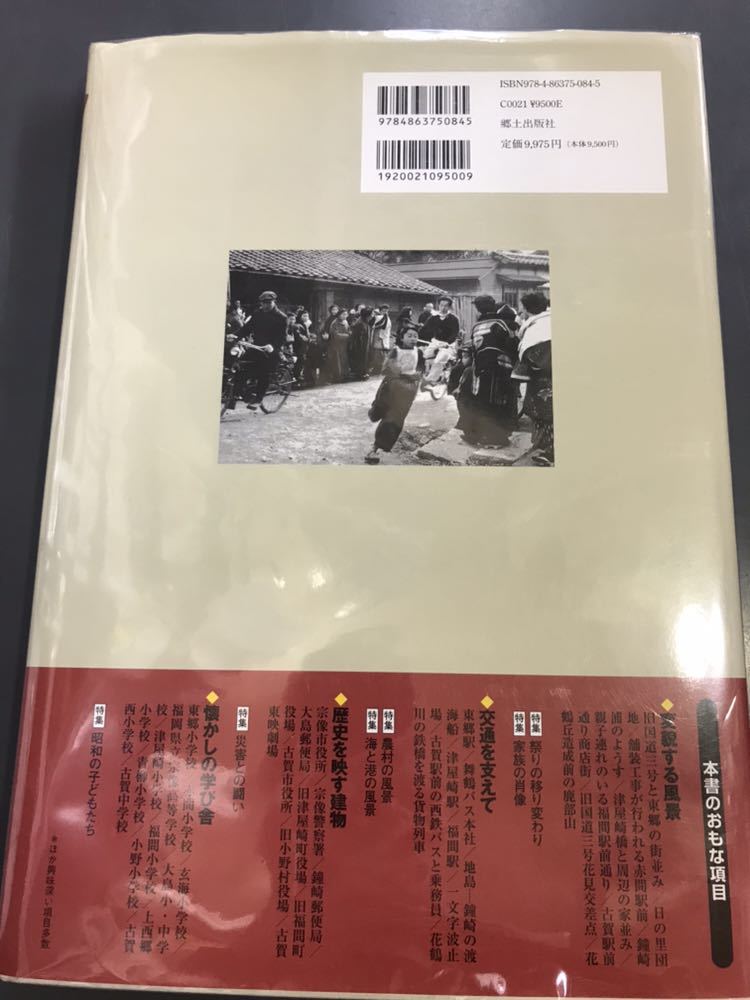 ISBN978-4-86375-084-5
C0021 ¥9500E
郷土出版社
定価9,975円（本体9,500円）
9784863750845
1920021095009
本書のおもな項目
◆変貌する風景
旧国道三号と東郷の街並み／日の里団
地／舗装工事が行われる赤間駅前／鐘崎
浦のようす／津屋崎橋と周辺の家並み／
親子連れのいる福間駅前通り／古賀駅前
通り商店街／旧国道三号花見交差点／花
鶴丘造成前の鹿部山
特集 祭りの移り変わり
特集 家族の肖像
◆交通を支えて
東郷駅／舞鶴バス本社／地島—鐘崎の渡
海船／津屋崎駅／福間駅／一文字波止
場／古賀駅前の西鉄バスと乗務員／花鶴
川の鉄橋を渡る貨物列車
特集 農村の風景
特集 海と港の風景
◆歴史を映す建物
宗像市役所／宗像警察署／鐘崎郵便局／
大島郵便局／旧津屋崎町役場／旧福間町
役場／古賀市役所／旧小野村役場／古賀
東映劇場
特集 災害との闘い
◆懐かしの学び舎
東郷小学校／河東小学校／玄海小学校／
福岡県立宗像高等学校／大島小・中学
校／津屋崎小学校／福間小学校／上西郷
小学校／青柳小学校／小野小学校／古賀
西小学校／古賀中学校
特集 昭和の子どもたち
＊ほか興味深い項目多数